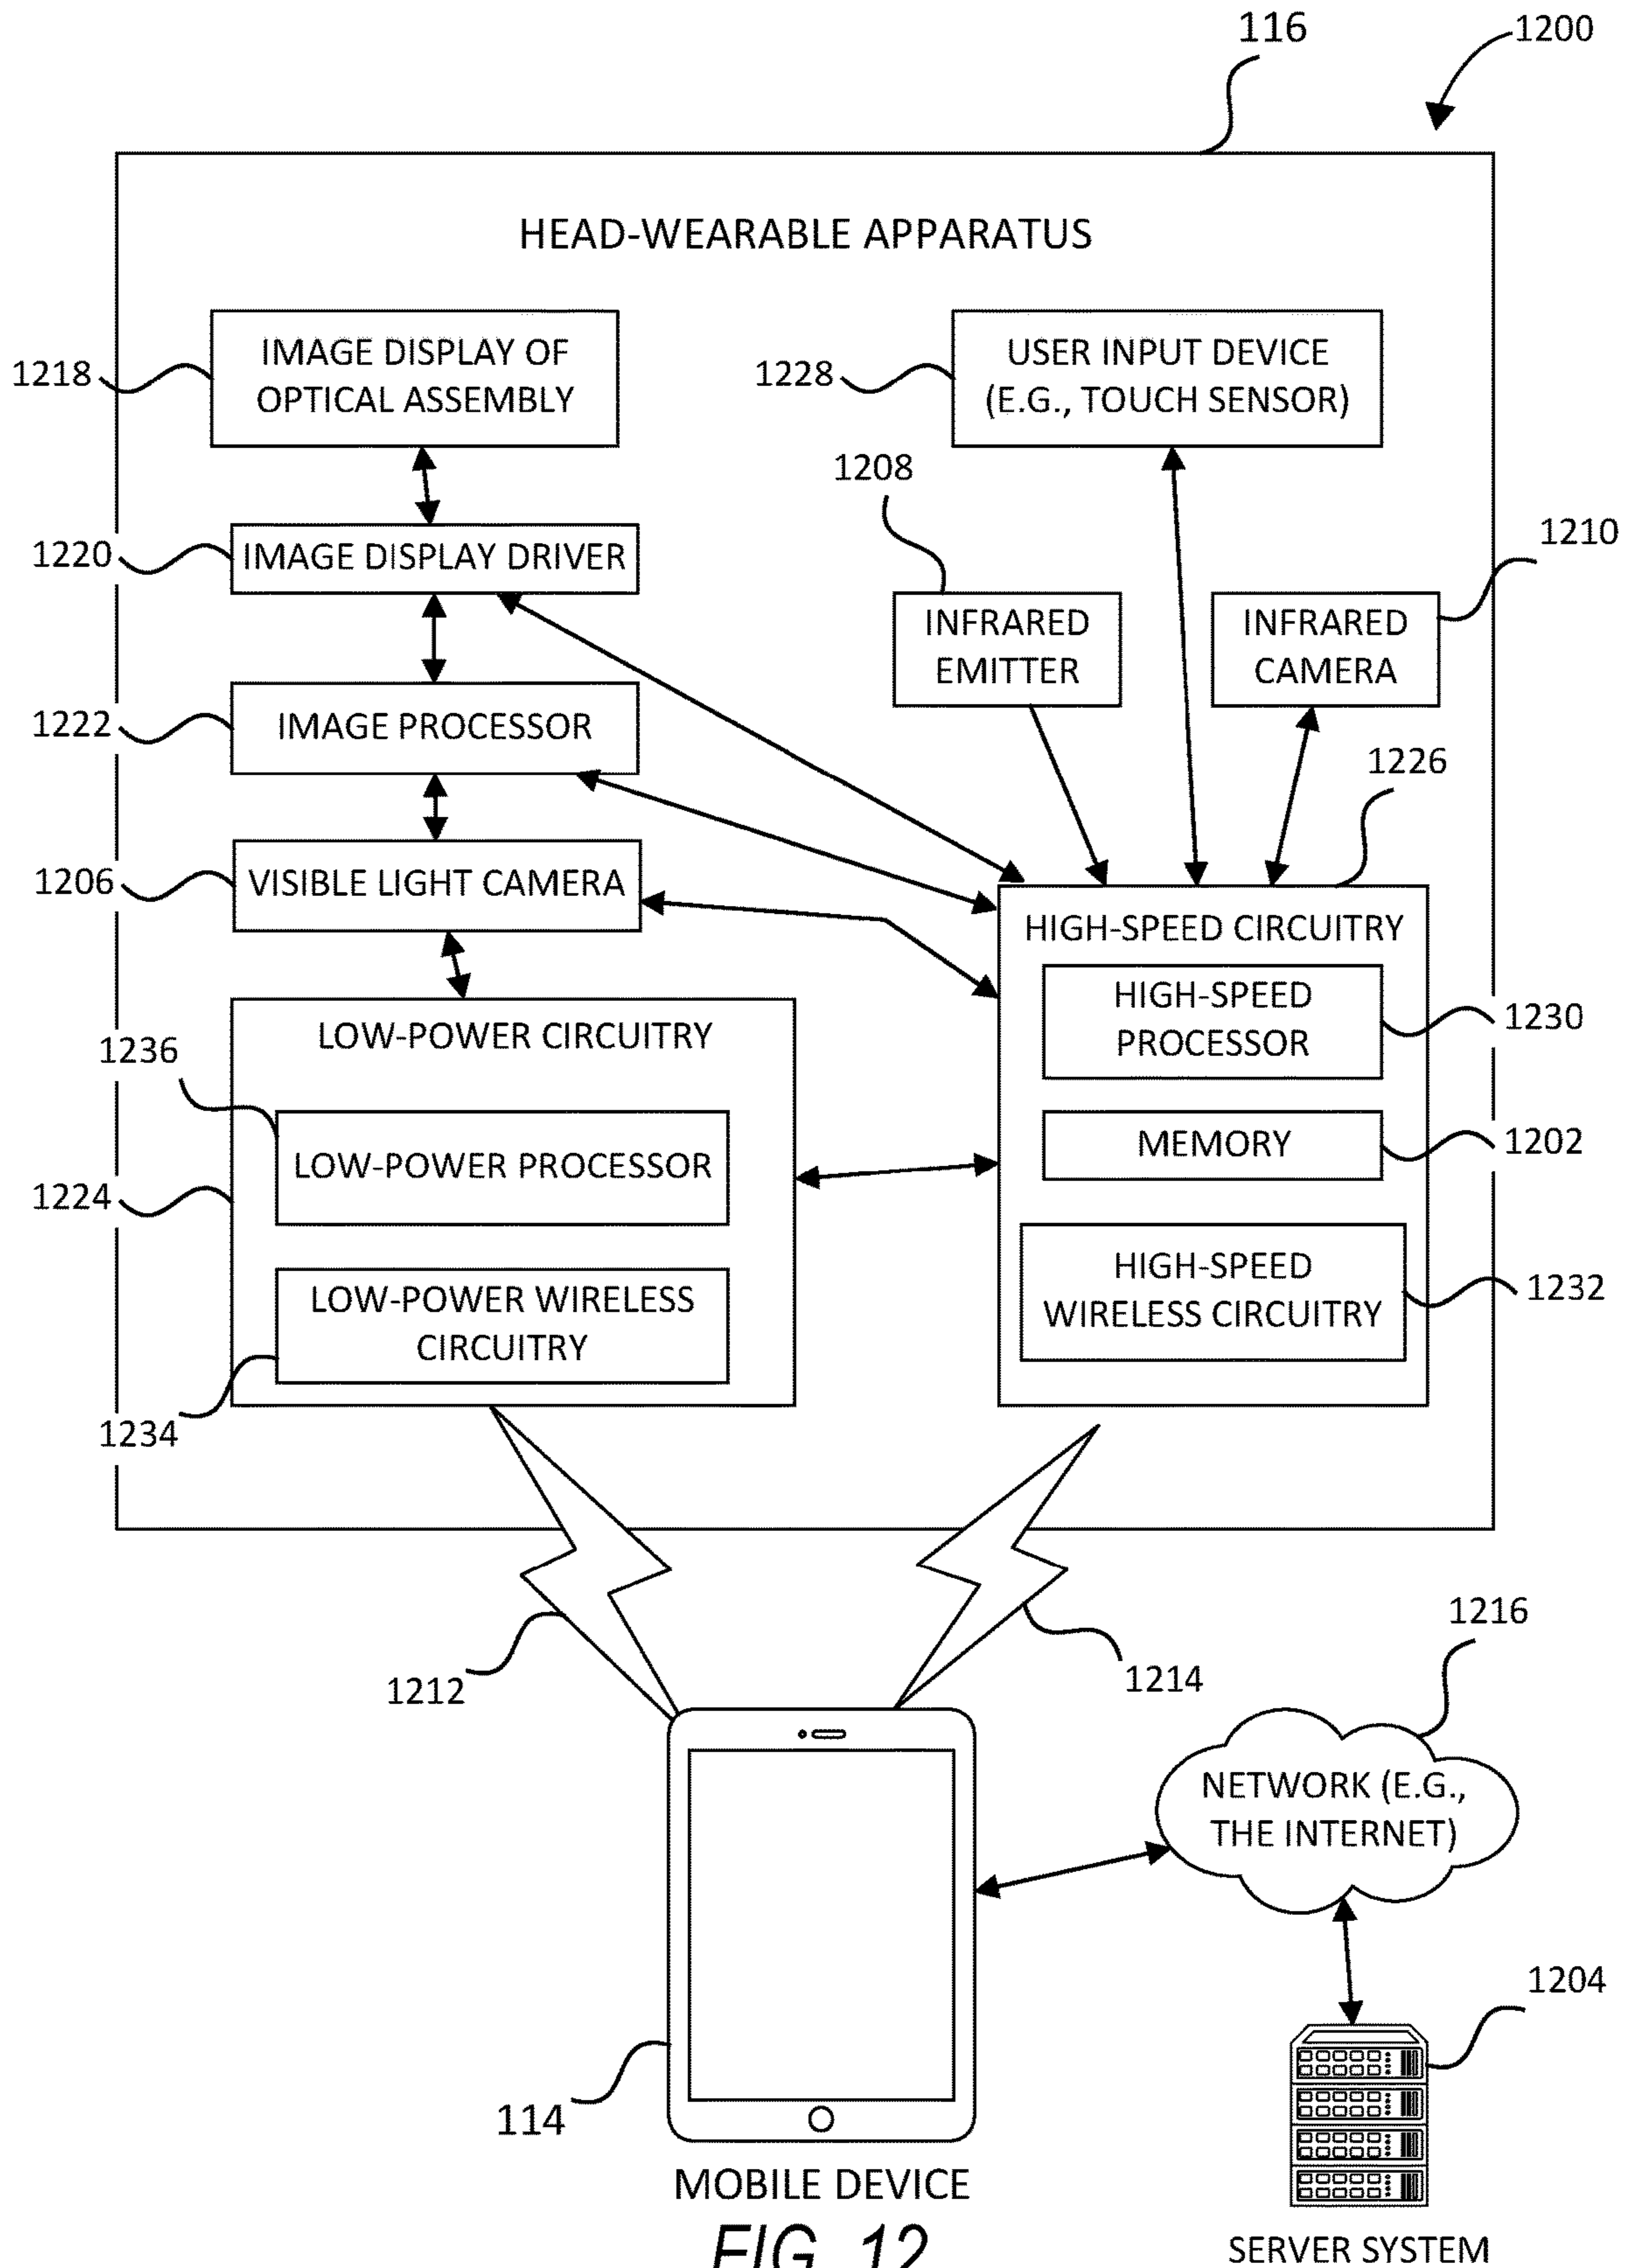 116
1200
HEAD-WEARABLE APPARATUS
1218
IMAGE DISPLAY OF
OPTICAL ASSEMBLY
1228
USER INPUT DEVICE
(E.G., TOUCH SENSOR)
1208
1210
1220
IMAGE DISPLAY DRIVER
INFRARED
EMITTER
INFRARED
CAMERA
1222
IMAGE PROCESSOR
1226
1206
VISIBLE LIGHT CAMERA
HIGH-SPEED CIRCUITRY
HIGH-SPEED
PROCESSOR
1230
LOW-POWER CIRCUITRY
1236
MEMORY
1202
LOW-POWER PROCESSOR
1224
HIGH-SPEED
WIRELESS CIRCUITRY
1232
LOW-POWER WIRELESS
CIRCUITRY
1234
1212
1214
1216
NETWORK (E.G.,
THE INTERNET)
1204
114
MOBILE DEVICE
FIG. 12
SERVER SYSTEM